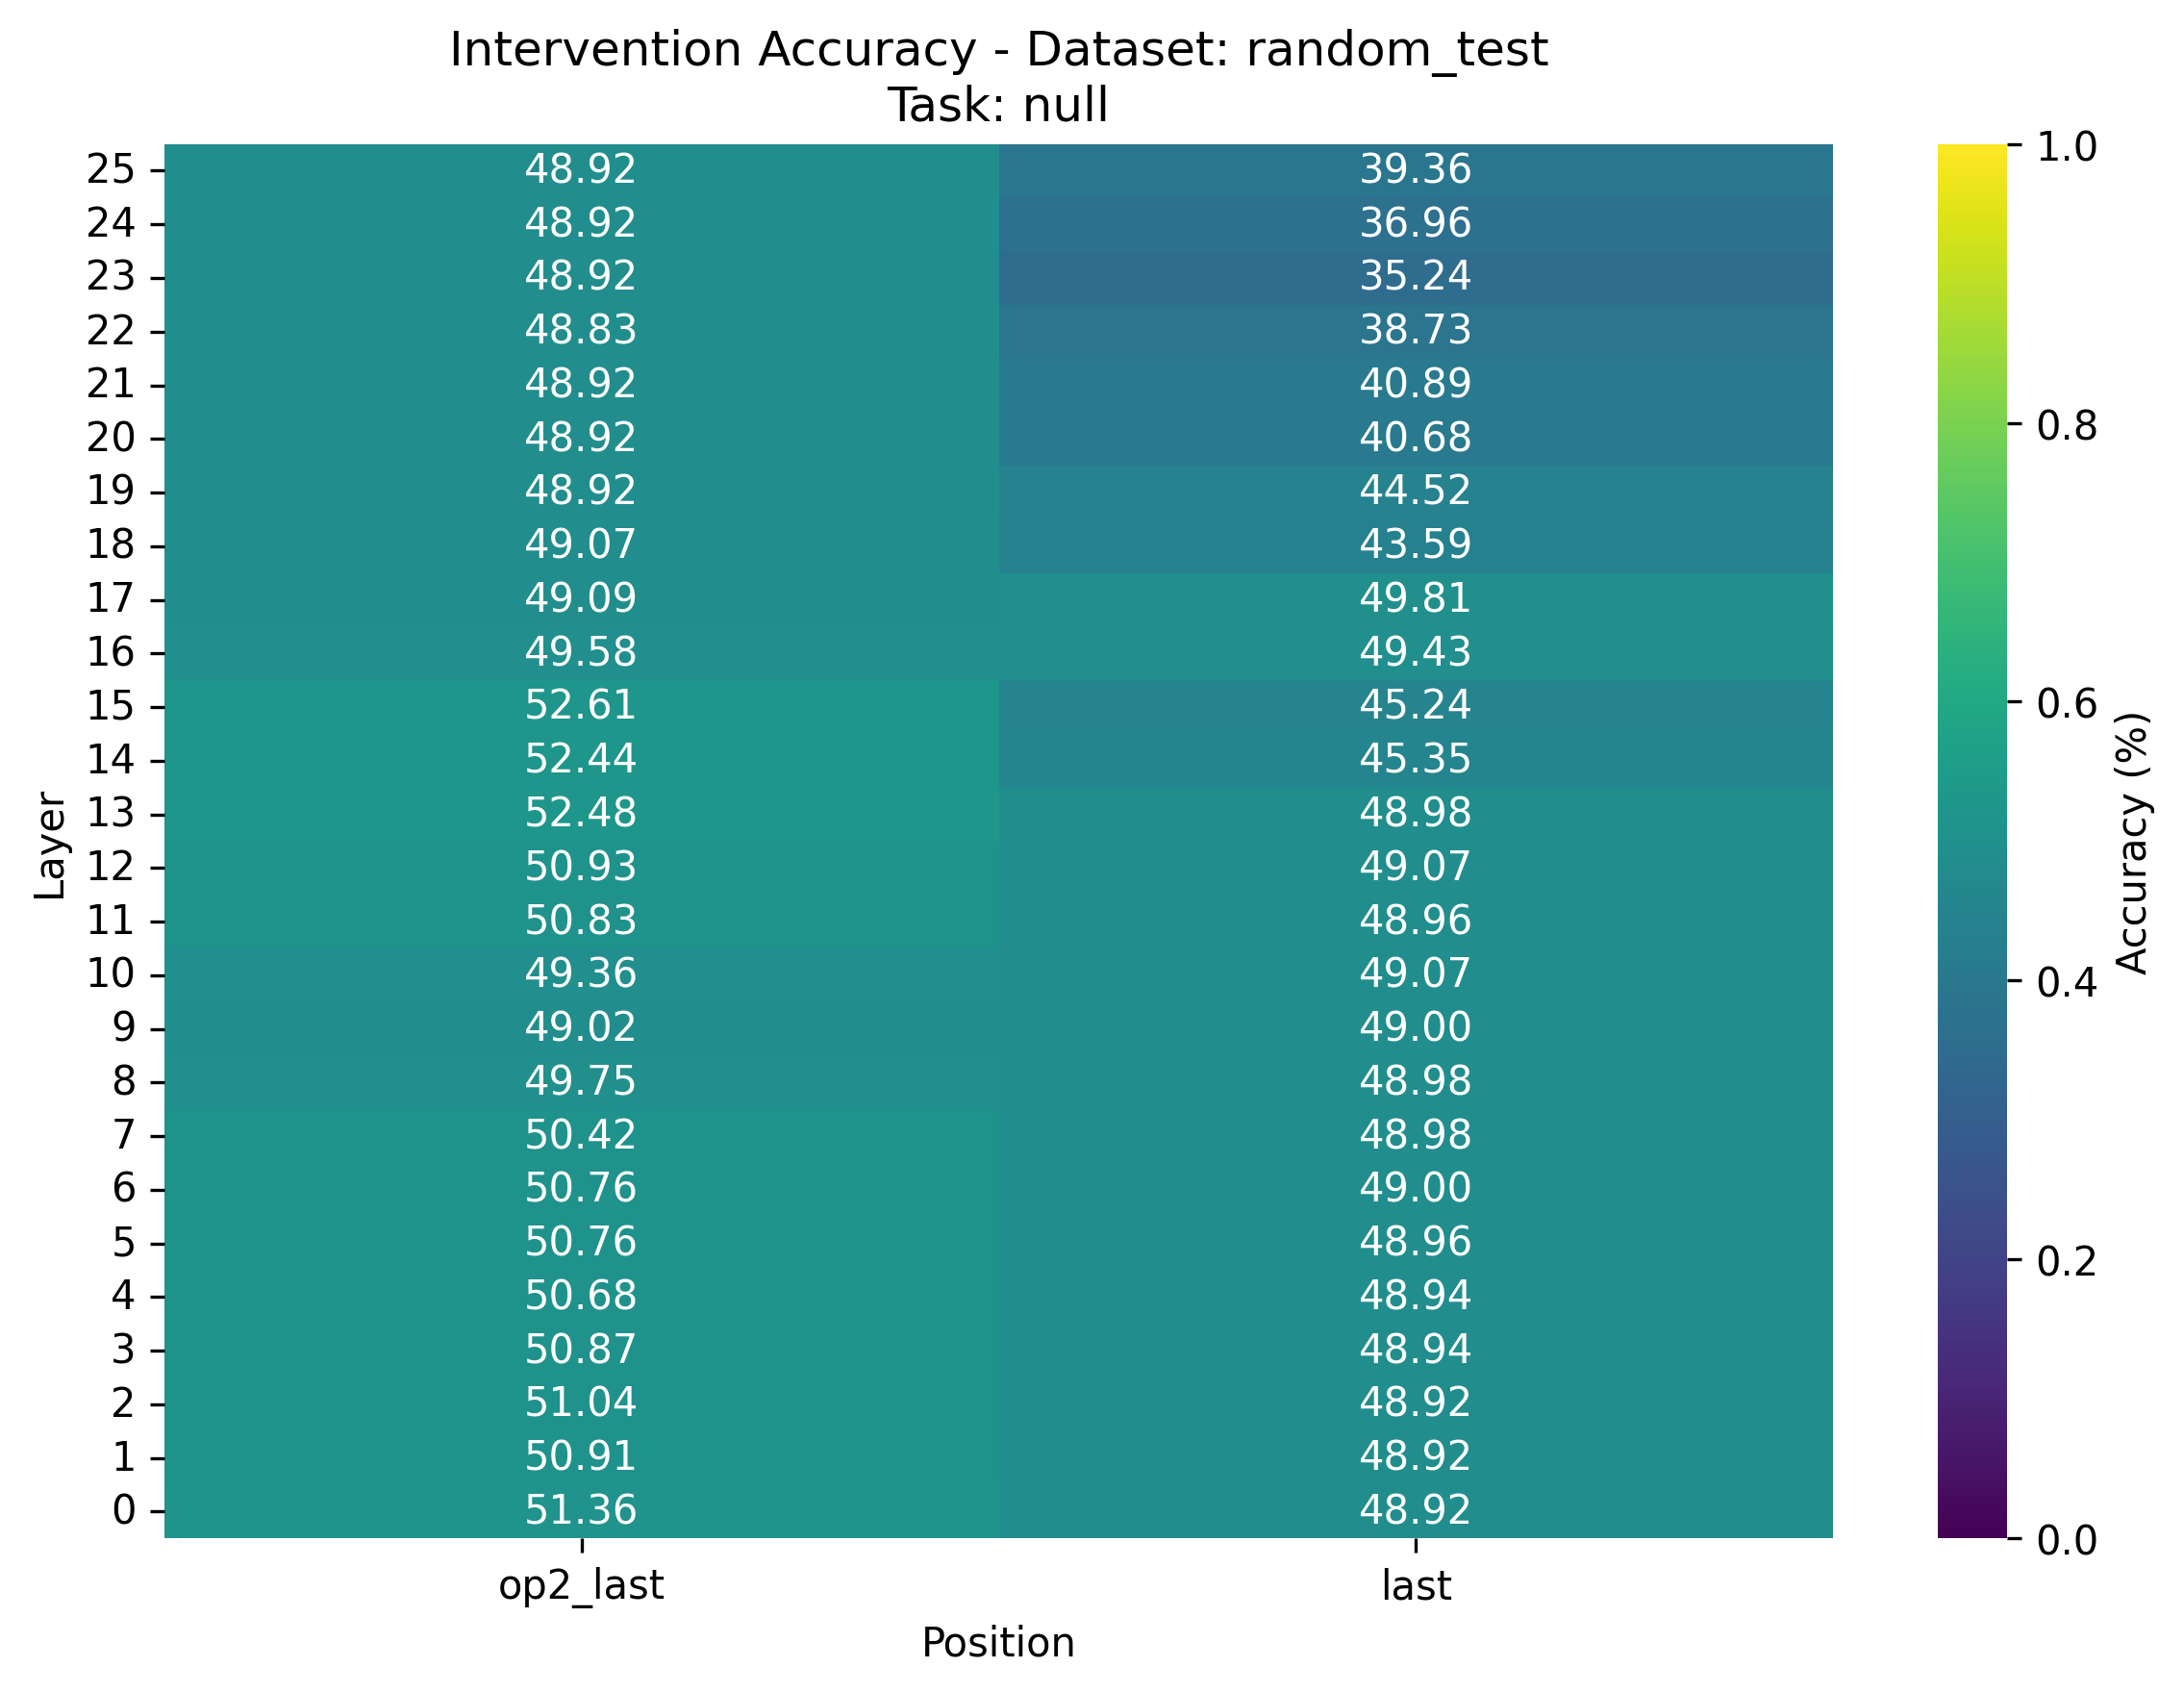 Intervention Accuracy - Dataset: random_test
Task: null
25 48.92 39.36
24 48.92 36.96
23 48.92 35.24
22 48.83 38.73
21 48.92 40.89
20 48.92 40.68
19 48.92 44.52
18 49.07 43.59
17 49.09 49.81
16 49.58 49.43
15 52.61 45.24
14 52.44 45.35
13 52.48 48.98
12 50.93 49.07
11 50.83 48.96
10 49.36 49.07
9 49.02 49.00
8 49.75 48.98
7 50.42 48.98
6 50.76 49.00
5 50.76 48.96
4 50.68 48.94
3 50.87 48.94
2 51.04 48.92
1 50.91 48.92
0 51.36 48.92
Layer
op2_last last
Position
1.0
0.8
0.6
0.4
0.2
0.0
Accuracy (%)